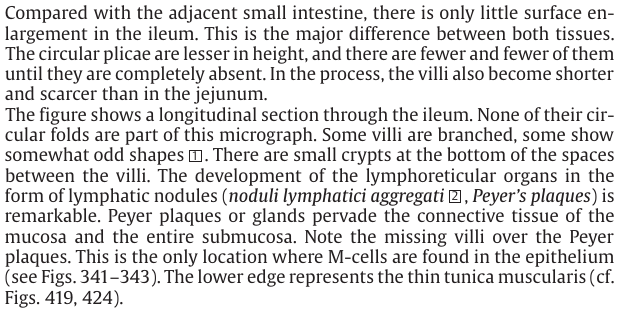 Compared with the adjacent small intestine, there is only little surface en-
largement in the ileum. This is the major difference between both tissues.
The circular plicae are lesser in height, and there are fewer and fewer of them
until they are completely absent. In the process, the villi also become shorter
and scarcer than in the jejunum.
The figure shows a longitudinal section through the ileum. None of their cir-
cular folds are part of this micrograph. Some villi are branched, some show
somewhat odd shapes 1. There are small crypts at the bottom of the spaces
between the villi. The development of the lymphoreticular organs in the
form of lymphatic nodules (noduli lymphatici aggregati 2, Peyer's plaques) is
remarkable. Peyer plaques or glands pervade the connective tissue of the
mucosa and the entire submucosa. Note the missing villi over the Peyer
plaques. This is the only location where M-cells are found in the epithelium
(see Figs. 341–343). The lower edge represents the thin tunica muscularis (cf.
Figs. 419, 424).